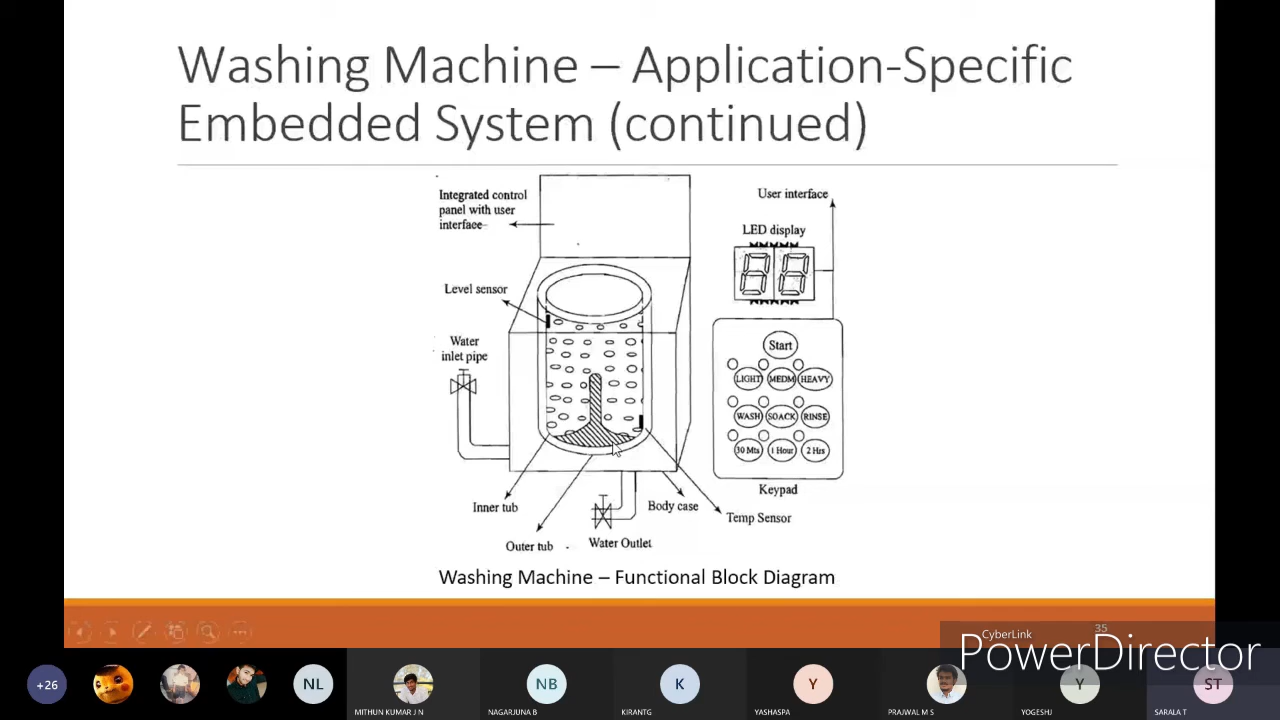 Washing Machine – Application-Specific
Embedded System (continued)
Integrated control
panel with user
interface
User interface
LED display
88
Level sensor
Water
inlet pipe
Start
LIGHT MEDM HEAVY
WASH SOACK RINSE
30 Mts 1 Hour 2 Hrs
Keypad
Inner tub
Body case
Temp Sensor
Outer tub
Water Outlet
Washing Machine – Functional Block Diagram
35
CyberLink
PowerDirector
+26
NL
NB
K
Y
Y
ST
MITHUN KUMAR J N
NAGARJUNA B
KIRANTG
YASHASPA
PRAJWAL M S
YOGESHJ
SARALA T